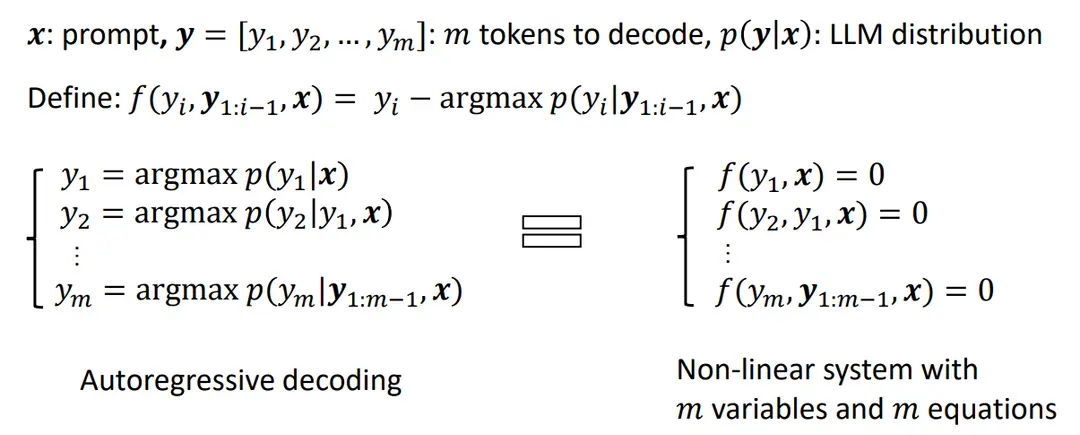 x: prompt, y = [y₁, y₂, …, yₘ]: m tokens to decode, p(y|x): LLM distribution
Define: f(yᵢ, y₁:ᵢ₋₁, x) = yᵢ − argmax p(yᵢ|y₁:ᵢ₋₁, x)
y₁ = argmax p(y₁|x)
y₂ = argmax p(y₂|y₁, x)
⋮
yₘ = argmax p(yₘ|y₁:ₘ₋₁, x)
Autoregressive decoding
=
f(y₁, x) = 0
f(y₂, y₁, x) = 0
⋮
f(yₘ, y₁:ₘ₋₁, x) = 0
Non-linear system with
m variables and m equations